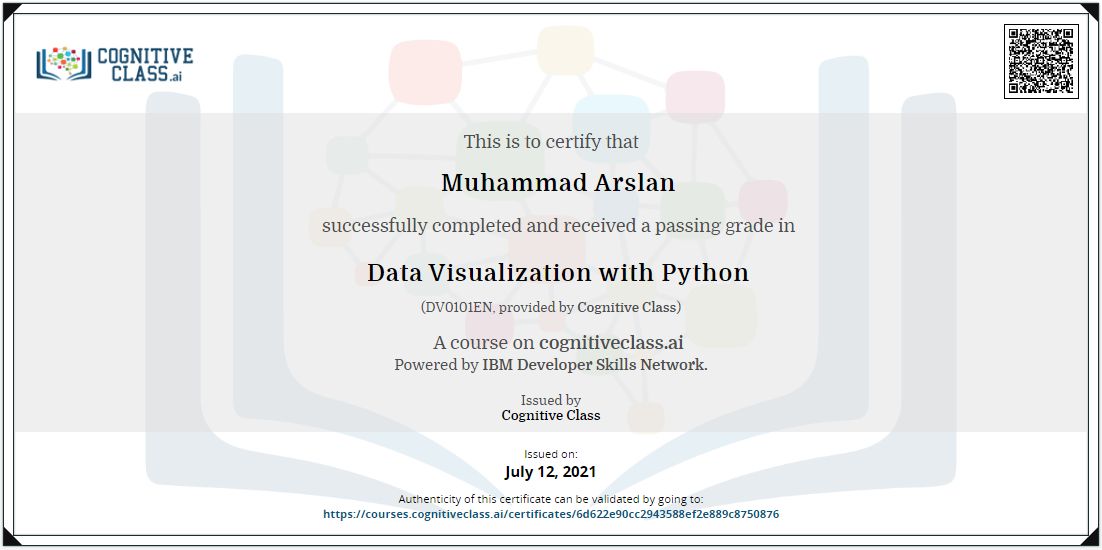 COGNITIVE
CLASS.ai
This is to certify that
Muhammad Arslan
successfully completed and received a passing grade in
Data Visualization with Python
(DV0101EN, provided by Cognitive Class)
A course on cognitiveclass.ai
Powered by IBM Developer Skills Network.
Issued by
Cognitive Class
Issued on:
July 12, 2021
Authenticity of this certificate can be validated by going to:
https://courses.cognitiveclass.ai/certificates/6d622e90cc2943588ef2e889c8750876